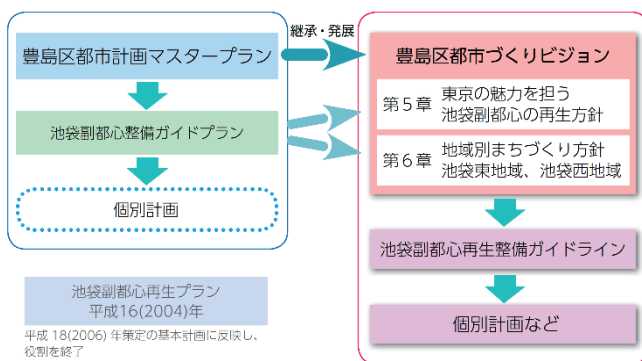 継承・発展
豊島区都市計画マスタープラン
池袋副都心整備ガイドプラン
個別計画
池袋副都心再生プラン
平成16(2004)年
平成 18(2006) 年策定の基本計画に反映し、
役割を終了
豊島区都市づくりビジョン
第5章 東京の魅力を担う
池袋副都心の再生方針
第6章 地域別まちづくり方針
池袋東地域、池袋西地域
池袋副都心再生整備ガイドライン
個別計画など